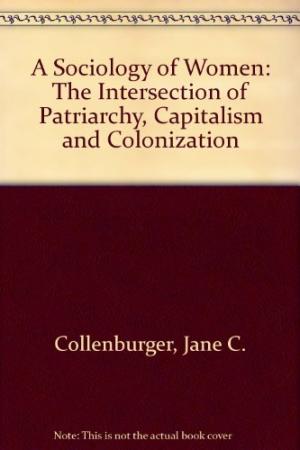 A Sociology of Women:
The Intersection of
Patriarchy, Capitalism
and Colonization
Collenburger, Jane C.
Note: This is not the actual book cover